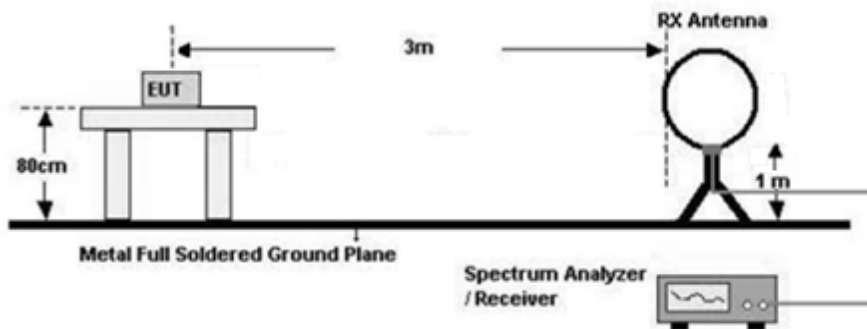 RX Antenna
3m
EUT
80cm
1 m
Metal Full Soldered Ground Plane
Spectrum Analyzer
/ Receiver